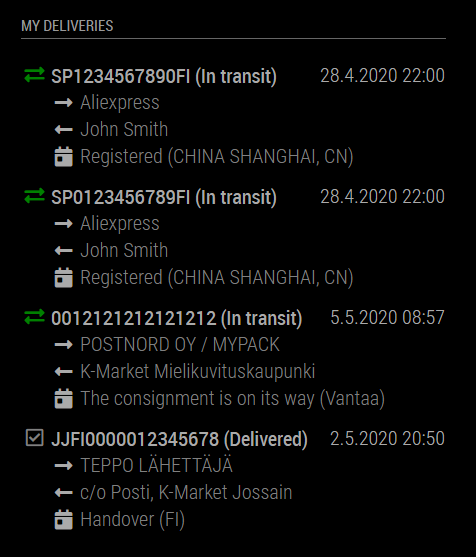 MY DELIVERIES
SP1234567890FI (In transit) 28.4.2020 22:00
Aliexpress
John Smith
Registered (CHINA SHANGHAI, CN)
SP0123456789FI (In transit) 28.4.2020 22:00
Aliexpress
John Smith
Registered (CHINA SHANGHAI, CN)
0012121212121212 (In transit) 5.5.2020 08:57
POSTNORD OY / MYPACK
K-Market Mielikuvituskaupunki
The consignment is on its way (Vantaa)
JJFI0000012345678 (Delivered) 2.5.2020 20:50
TEPPO LÄHETTÄJÄ
c/o Posti, K-Market Jossain
Handover (FI)